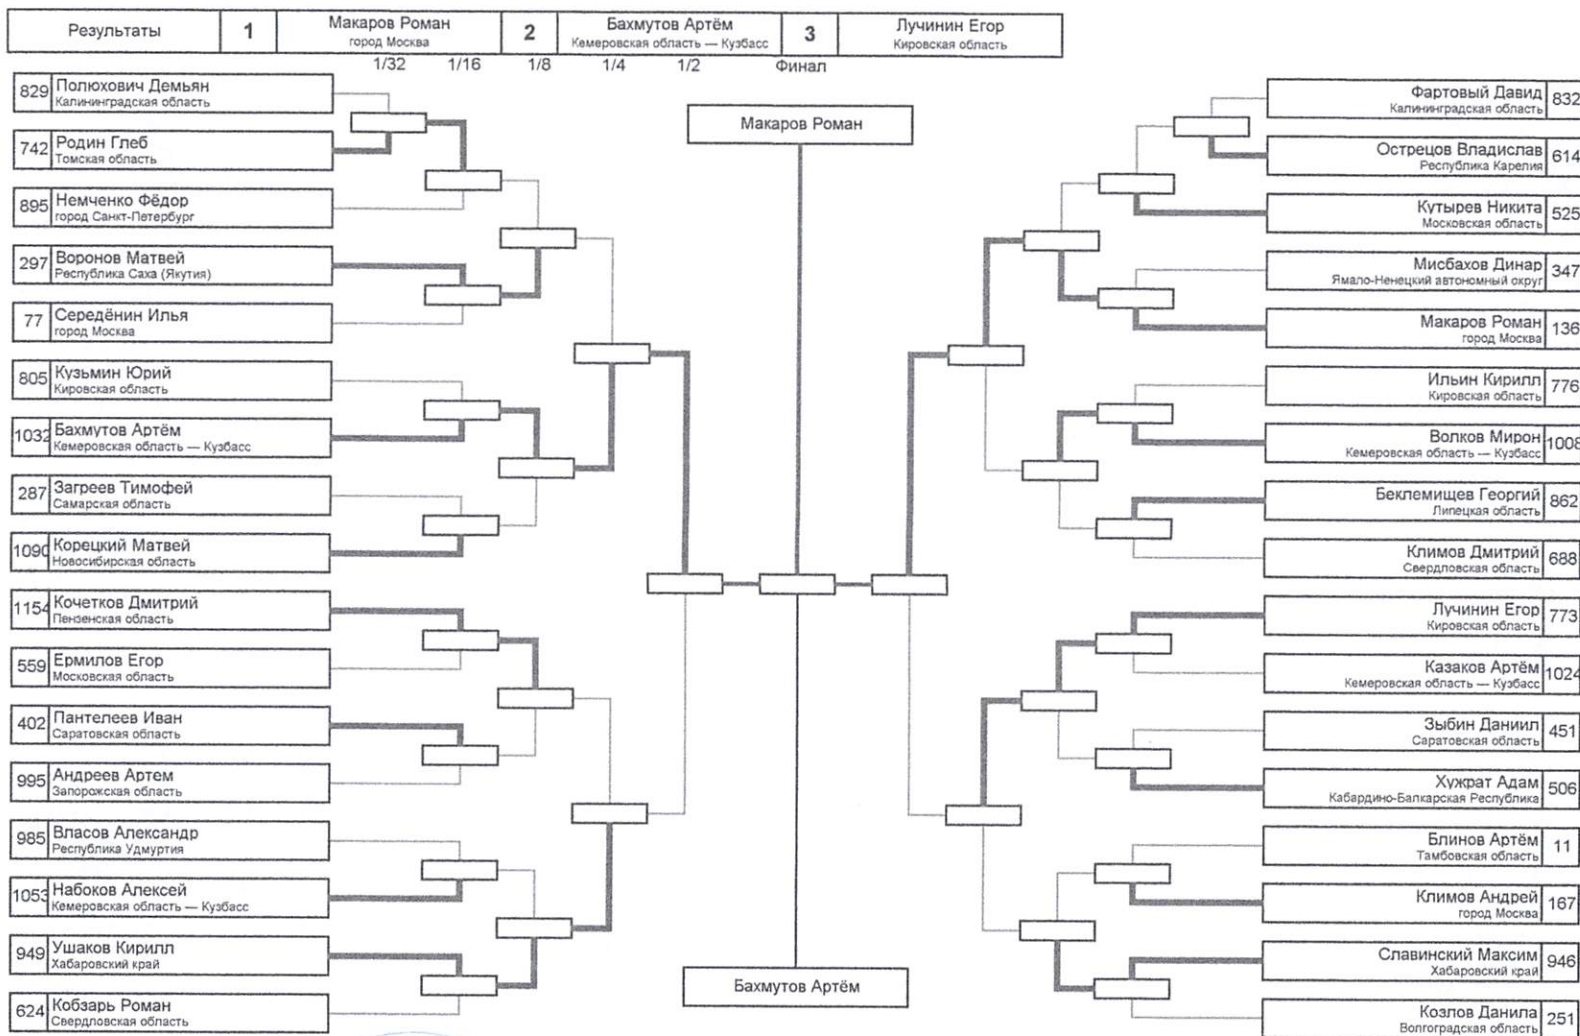 Результаты 1 Макаров Роман 2 Бахмутов Артём 3 Лучинин Егор
город Москва Кемеровская область — Кузбасс Кировская область
1/32 1/16 1/8 1/4 1/2 Финал
829 Полюхович Демьян
Калининградская область
742 Родин Глеб
Томская область
895 Немченко Фёдор
город Санкт-Петербург
297 Воронов Матвей
Республика Саха (Якутия)
77 Середёнин Илья
город Москва
805 Кузьмин Юрий
Кировская область
1032 Бахмутов Артём
Кемеровская область — Кузбасс
287 Загреев Тимофей
Самарская область
1090 Корецкий Матвей
Новосибирская область
1154 Кочетков Дмитрий
Пензенская область
559 Ермилов Егор
Московская область
402 Пантелеев Иван
Саратовская область
995 Андреев Артем
Запорожская область
985 Власов Александр
Республика Удмуртия
1053 Набоков Алексей
Кемеровская область — Кузбасс
949 Ушаков Кирилл
Хабаровский край
624 Кобзарь Роман
Свердловская область
Макаров Роман
Бахмутов Артём
Фартовый Давид 832
Калининградская область
Острецов Владислав 614
Республика Карелия
Кутырев Никита 525
Московская область
Мисбахов Динар 347
Ямало-Ненецкий автономный округ
Макаров Роман 136
город Москва
Ильин Кирилл 776
Кировская область
Волков Мирон 1008
Кемеровская область — Кузбасс
Беклемищев Георгий 862
Липецкая область
Климов Дмитрий 688
Свердловская область
Лучинин Егор 773
Кировская область
Казаков Артём 1024
Кемеровская область — Кузбасс
Зыбин Даниил 451
Саратовская область
Хужрат Адам 506
Кабардино-Балкарская Республика
Блинов Артём 11
Тамбовская область
Климов Андрей 167
город Москва
Славинский Максим 946
Хабаровский край
Козлов Данила 251
Волгоградская область